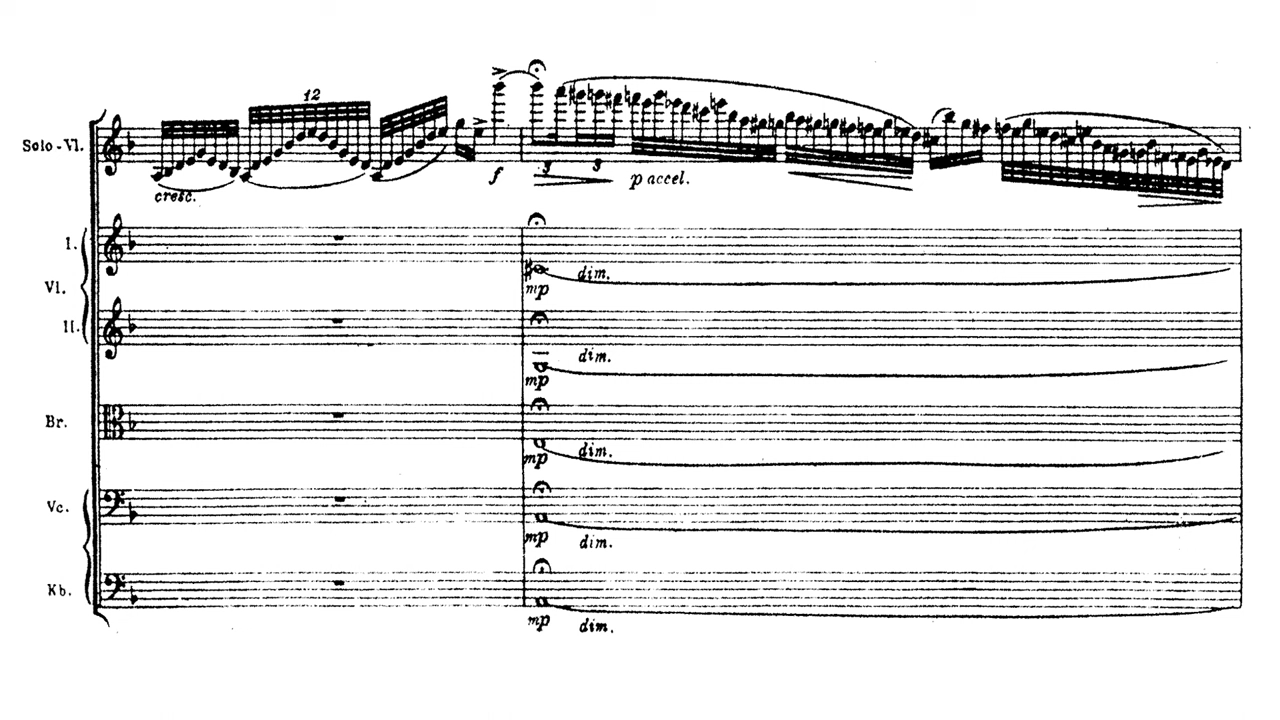 12
Solo-Vl.
cresc.
f
3
3
p accel.
I.
dim.
mp
Vl.
II.
dim.
mp
Br.
dim.
mp
Vc.
mp
dim.
Kb.
mp
dim.